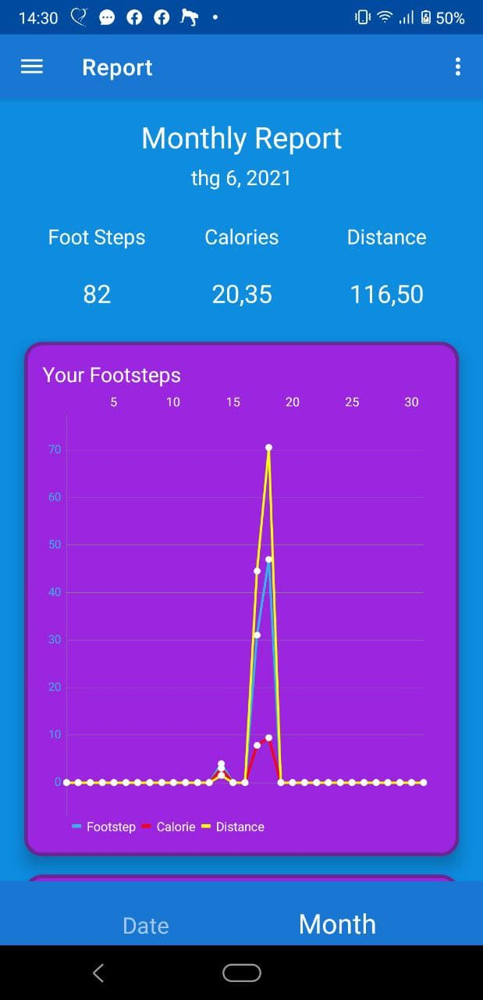 14:30 50%
Report
Monthly Report
thg 6, 2021
Foot Steps Calories Distance
82 20,35 116,50
Your Footsteps
5 10 15 20 25 30
70
60
50
40
30
20
10
0
Footstep Calorie Distance
Date Month